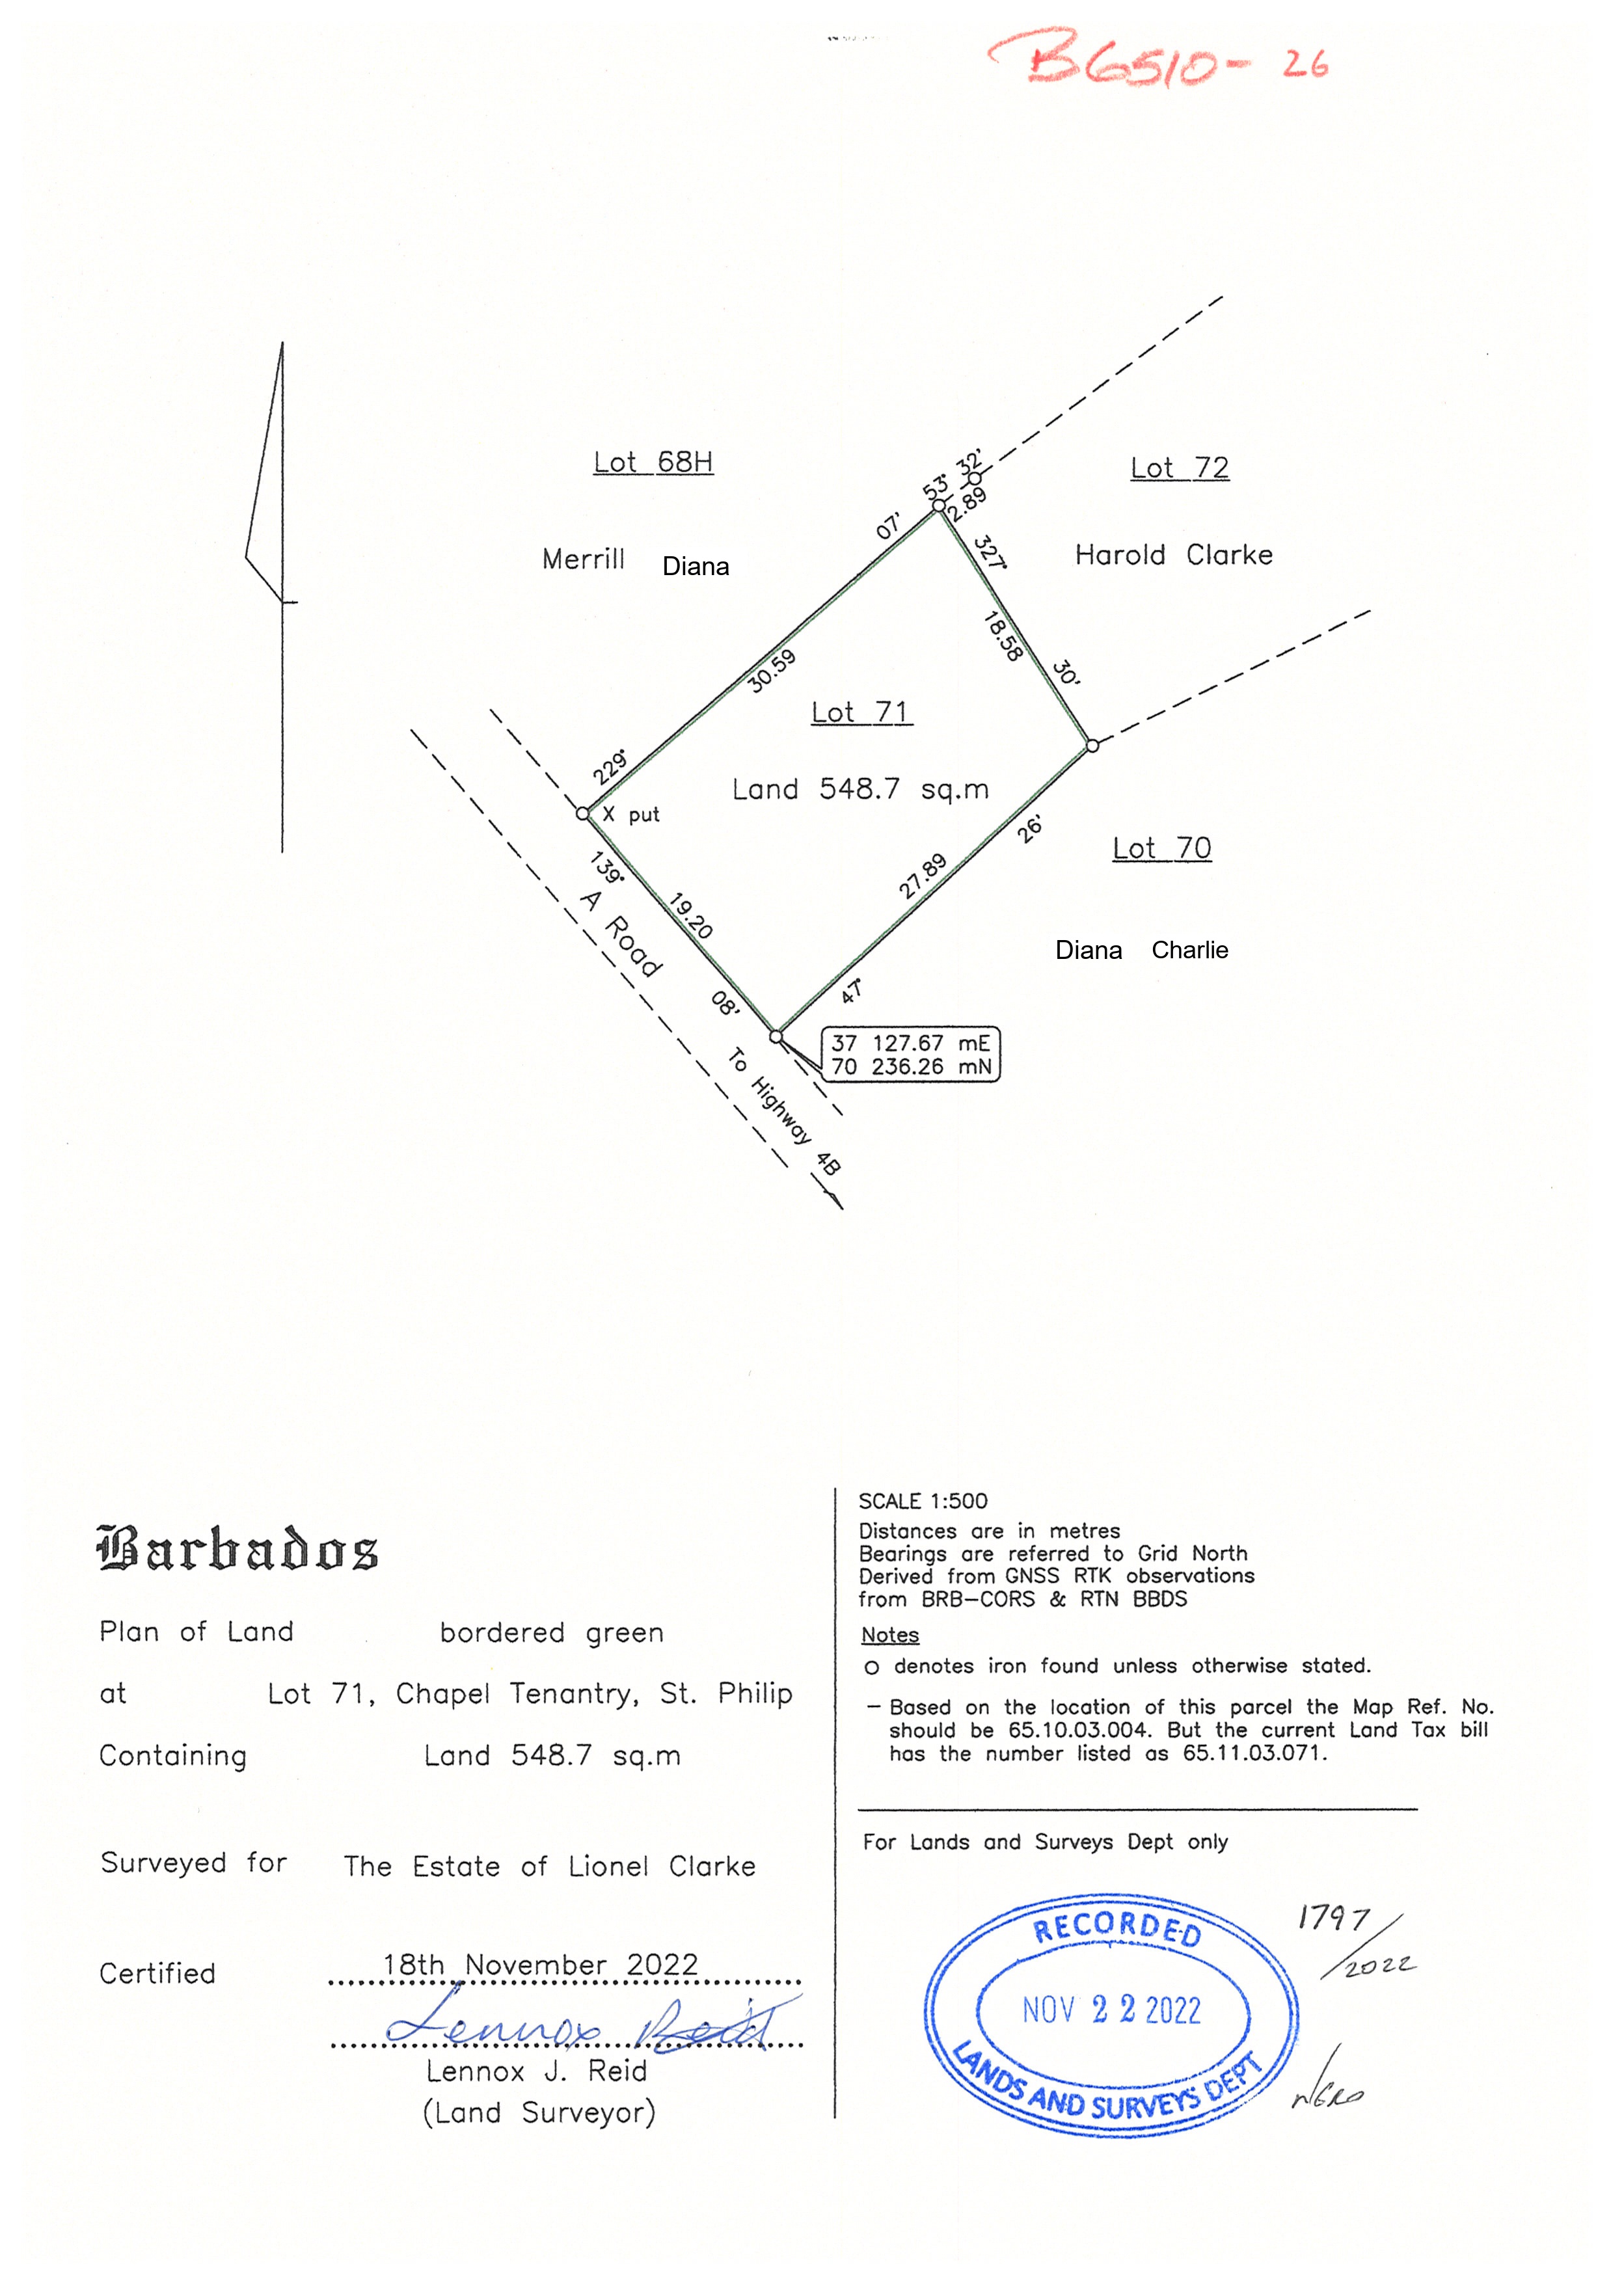 B6510- 26
Lot 68H
Merrill Diana
Lot 72
Harold Clarke
53° 32'
2.89
07'
229°
30.59
327°
18.58
30'
Lot 71
Land 548.7 sq.m
X put
139°
19.20
08'
A Road
To Highway 4B
26'
27.89
47°
Lot 70
Diana Charlie
37 127.67 mE
70 236.26 mN
Barbados
Plan of Land bordered green
at Lot 71, Chapel Tenantry, St. Philip
Containing Land 548.7 sq.m
Surveyed for The Estate of Lionel Clarke
Certified 18th November 2022
Lennox Reid
Lennox J. Reid
(Land Surveyor)
SCALE 1:500
Distances are in metres
Bearings are referred to Grid North
Derived from GNSS RTK observations
from BRB-CORS & RTN BBDS
Notes
O denotes iron found unless otherwise stated.
- Based on the location of this parcel the Map Ref. No.
should be 65.10.03.004. But the current Land Tax bill
has the number listed as 65.11.03.071.
For Lands and Surveys Dept only
RECORDED
NOV 22 2022
LANDS AND SURVEYS DEPT
1797/2022